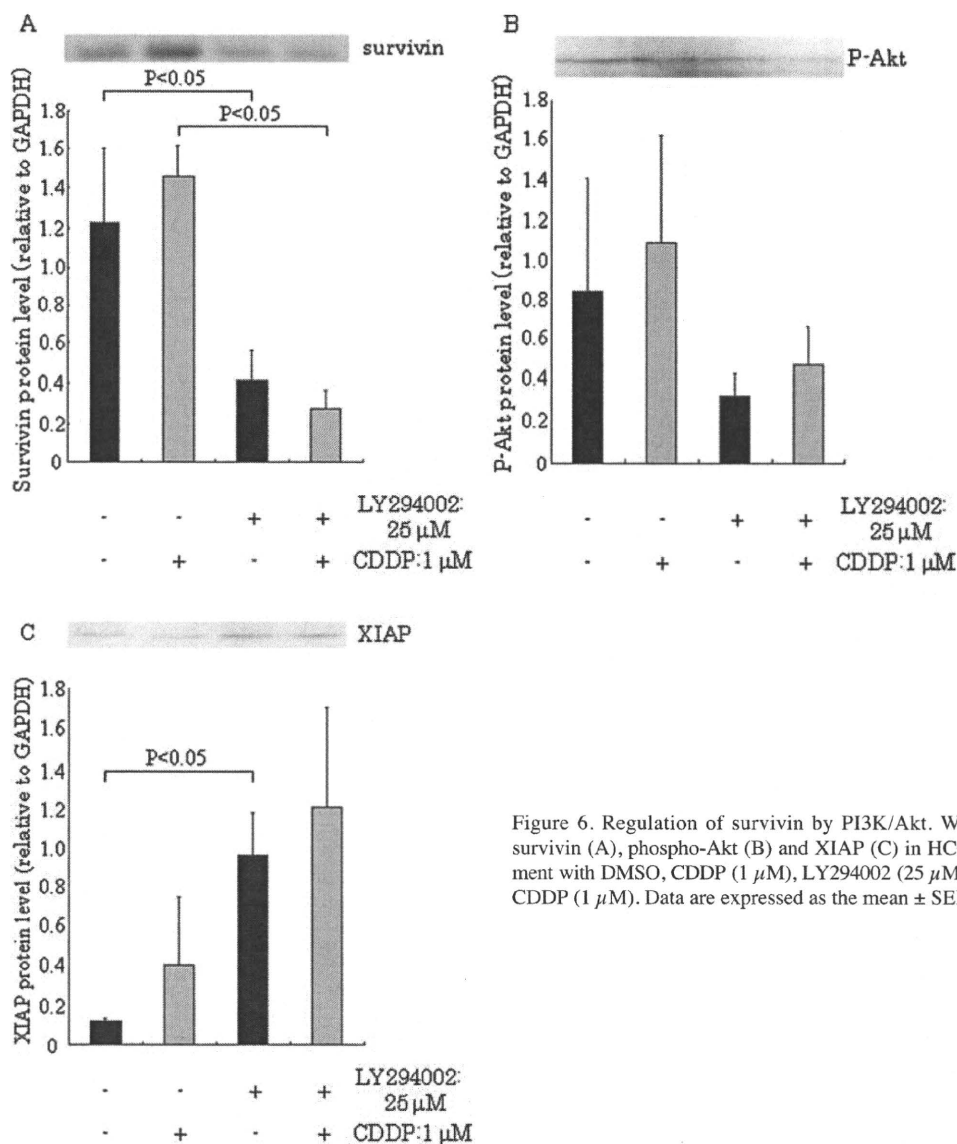 A
survivin
P<0.05
P<0.05
Survivin protein level (relative to GAPDH)
1.8
1.6
1.4
1.2
1.0
0.8
0.6
0.4
0.2
0
- - + + LY294002: 25 µM
- + - + CDDP:1 µM
B
P-Akt
P-Akt protein level (relative to GAPDH)
1.8
1.6
1.4
1.2
1.0
0.8
0.6
0.4
0.2
0
- - + + LY294002: 25 µM
- + - + CDDP:1 µM
C
XIAP
P<0.05
XIAP protein level (relative to GAPDH)
1.8
1.6
1.4
1.2
1.0
0.8
0.6
0.4
0.2
0
- - + + LY294002: 25 µM
- + - + CDDP:1 µM
Figure 6. Regulation of survivin by PI3K/Akt. W
survivin (A), phospho-Akt (B) and XIAP (C) in HC
ment with DMSO, CDDP (1 µM), LY294002 (25 µM
CDDP (1 µM). Data are expressed as the mean ± SE